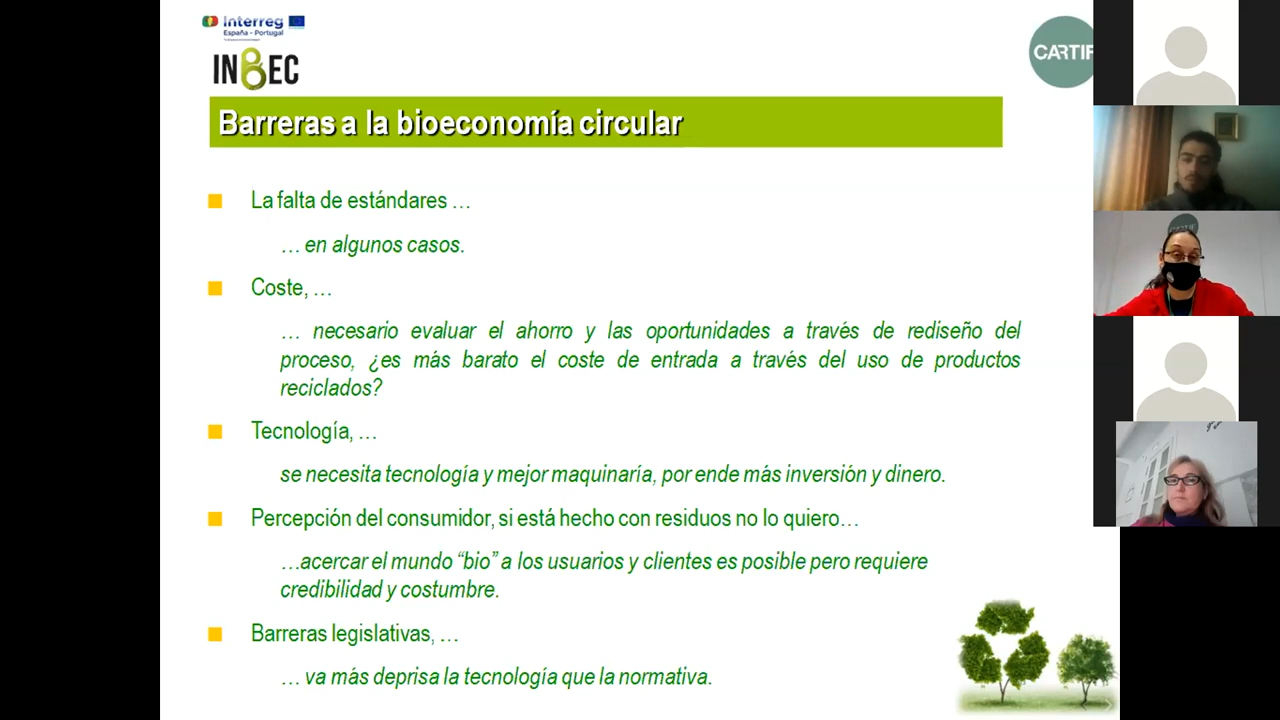 Interreg
España - Portugal
INBEC
CARTIF
Barreras a la bioeconomía circular
La falta de estándares …
… en algunos casos.
Coste, …
… necesario evaluar el ahorro y las oportunidades a través de rediseño del
proceso, ¿es más barato el coste de entrada a través del uso de productos
reciclados?
Tecnología, …
se necesita tecnología y mejor maquinaría, por ende más inversión y dinero.
Percepción del consumidor, si está hecho con residuos no lo quiero…
…acercar el mundo “bio” a los usuarios y clientes es posible pero requiere
credibilidad y costumbre.
Barreras legislativas, …
… va más deprisa la tecnología que la normativa.